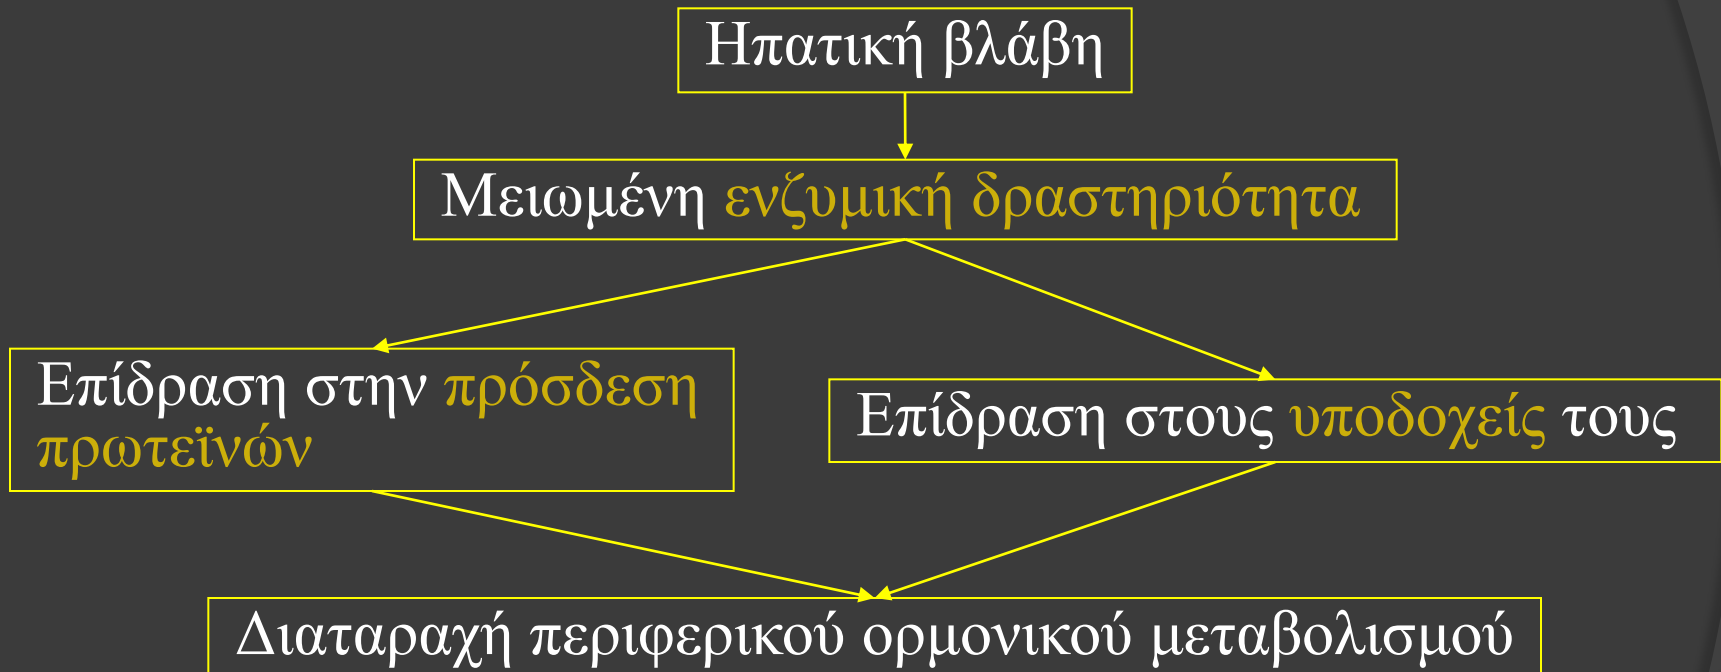 Ηπατική βλάβη
Μειωμένη ενζυμική δραστηριότητα
Επίδραση στην πρόσδεση
πρωτεϊνών
Επίδραση στους υποδοχείς τους
Διαταραχή περιφερικού ορμονικού μεταβολισμού